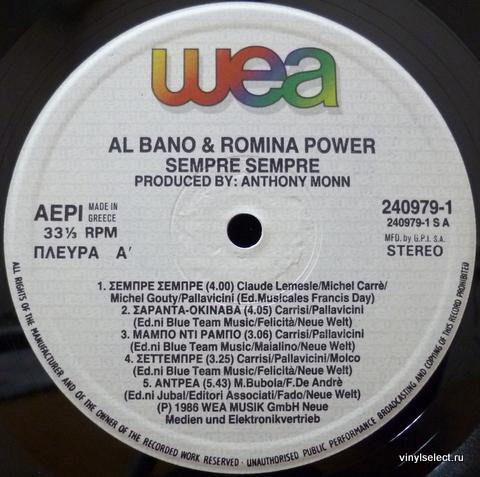 wea
AL BANO & ROMINA POWER
SEMPRE SEMPRE
PRODUCED BY: ANTHONY MONN
ΑΕΡΙ MADE IN GREECE
33⅓ RPM
ΠΛΕΥΡΑ Α'
240979-1
240979-1 S A
MFD. by G.P.I. S.A.
STEREO
1. ΣΕΜΠΡΕ ΣΕΜΠΡΕ (4.00) Claude Lemesle/Michel Carrè/
Michel Gouty/Pallavicini (Ed.Musicales Francis Day)
2. ΣΑΡΑΝΤΑ-ΟΚΙΝΑΒΑ (4.05) Carrisi/Pallavicini
(Ed.ni Blue Team Music/Felicità/Neue Welt)
3. ΜΑΜΠΟ ΝΤΙ ΡΑΜΠΟ (3.06) Carrisi/Pallavicini
(Ed.ni Blue Team Music/Maialino/Neue Welt)
4. ΣΕΤΤΕΜΠΡΕ (3.25) Carrisi/Pallavicini/Molco
(Ed.ni Blue Team Music/Felicità/Neue Welt)
5. ΑΝΤΡΕΑ (5.43) M.Bubola/F.De Andrè
(Ed.ni Jubal/Editori Associati/Fado/Neue Welt)
(P) 1986 WEA MUSIK GmbH Neue
Medien und Elektronikvertrieb
ALL RIGHTS OF THE MANUFACTURER AND OF THE OWNER OF THE RECORDED WORK RESERVED · UNAUTHORISED PUBLIC PERFORMANCE BROADCASTING AND COPYING OF THIS RECORD PROHIBITED
vinylselect.ru